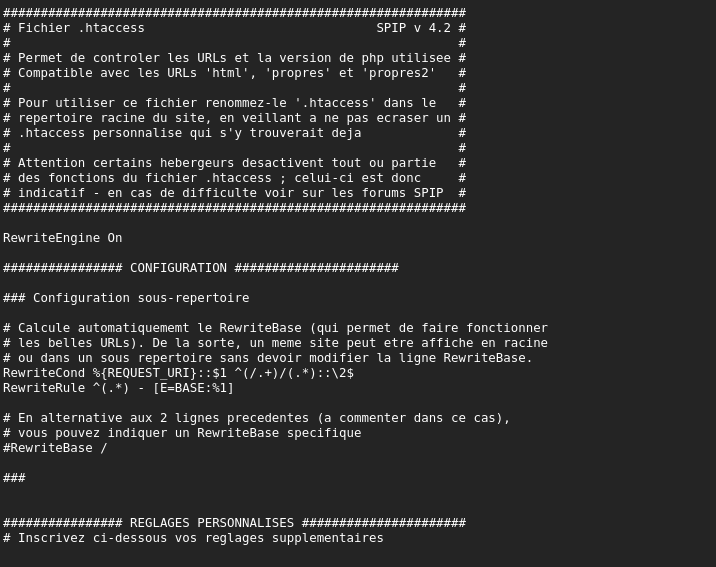 ##############################################################
# Fichier .htaccess                               SPIP v 4.2 #
#                                                            #
# Permet de controler les URLs et la version de php utilisee #
# Compatible avec les URLs 'html', 'propres' et 'propres2'   #
#                                                            #
# Pour utiliser ce fichier renommez-le '.htaccess' dans le   #
# repertoire racine du site, en veillant a ne pas ecraser un #
# .htaccess personnalise qui s'y trouverait deja             #
#                                                            #
# Attention certains hebergeurs desactivent tout ou partie   #
# des fonctions du fichier .htaccess ; celui-ci est donc     #
# indicatif - en cas de difficulte voir sur les forums SPIP  #
##############################################################

RewriteEngine On

################ CONFIGURATION ######################

### Configuration sous-repertoire

# Calcule automatiquememt le RewriteBase (qui permet de faire fonctionner
# les belles URLs). De la sorte, un meme site peut etre affiche en racine
# ou dans un sous repertoire sans devoir modifier la ligne RewriteBase.
RewriteCond %{REQUEST_URI}::$1 ^(/.+)/(.*)::\2$
RewriteRule ^(.*) - [E=BASE:%1]

# En alternative aux 2 lignes precedentes (a commenter dans ce cas),
# vous pouvez indiquer un RewriteBase specifique
#RewriteBase /

###

################ REGLAGES PERSONNALISES ######################
# Inscrivez ci-dessous vos reglages supplementaires